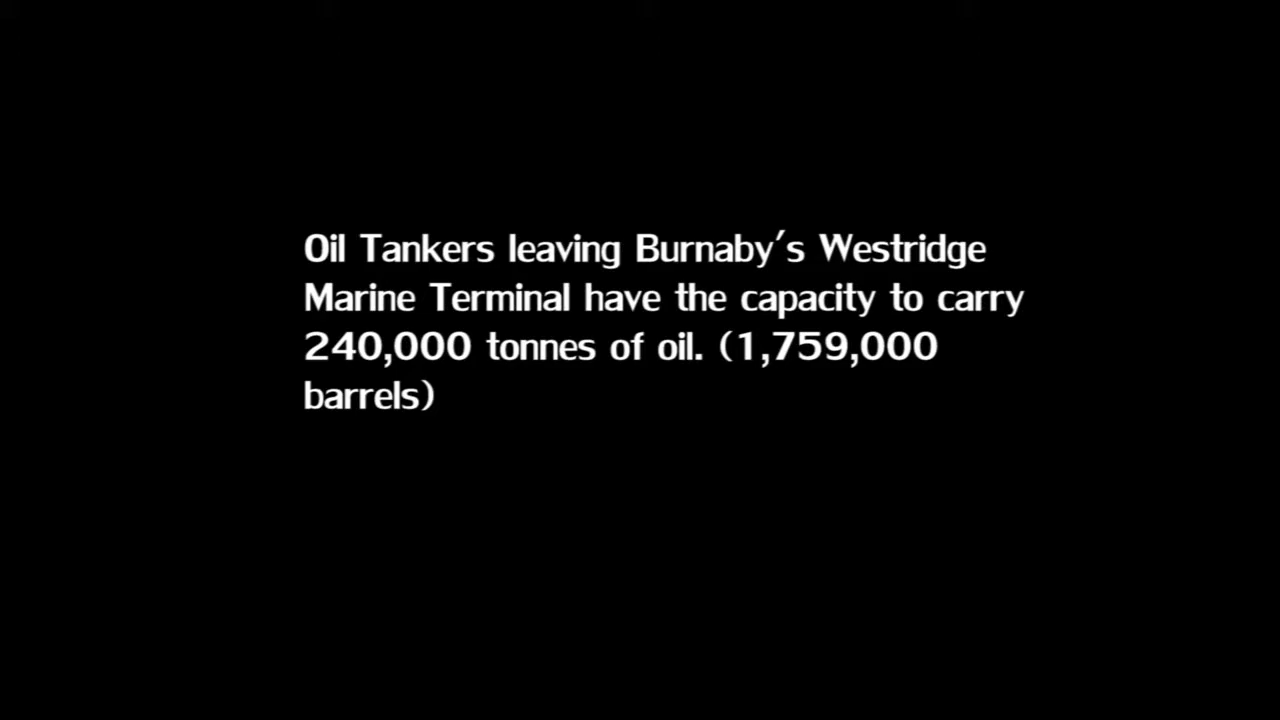 Oil Tankers leaving Burnaby's Westridge
Marine Terminal have the capacity to carry
240,000 tonnes of oil. (1,759,000
barrels)